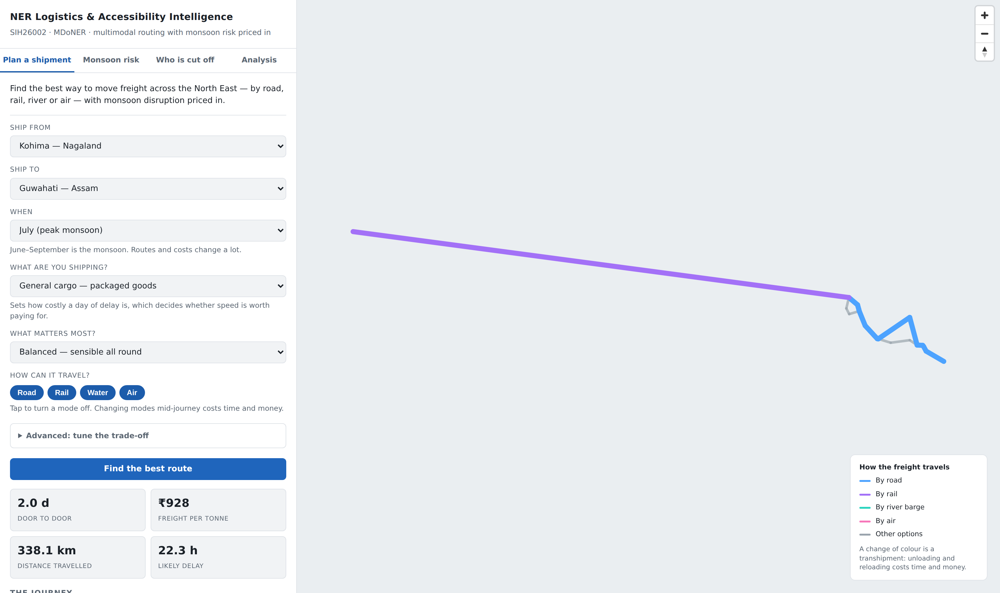 NER Logistics & Accessibility Intelligence
SIH26002 · MDoNER · multimodal routing with monsoon risk priced in
Plan a shipment
Monsoon risk
Who is cut off
Analysis
Find the best way to move freight across the North East — by road,
rail, river or air — with monsoon disruption priced in.
SHIP FROM
Kohima — Nagaland
SHIP TO
Guwahati — Assam
WHEN
July (peak monsoon)
June–September is the monsoon. Routes and costs change a lot.
WHAT ARE YOU SHIPPING?
General cargo — packaged goods
Sets how costly a day of delay is, which decides whether speed is worth
paying for.
WHAT MATTERS MOST?
Balanced — sensible all round
HOW CAN IT TRAVEL?
Road
Rail
Water
Air
Tap to turn a mode off. Changing modes mid-journey costs time and money.
Advanced: tune the trade-off
Find the best route
2.0 d
DOOR TO DOOR
₹928
FREIGHT PER TONNE
338.1 km
DISTANCE TRAVELLED
22.3 h
LIKELY DELAY
THE JOURNEY
How the freight travels
By road
By rail
By river barge
By air
Other options
A change of colour is a
transhipment: unloading and
reloading costs time and money.